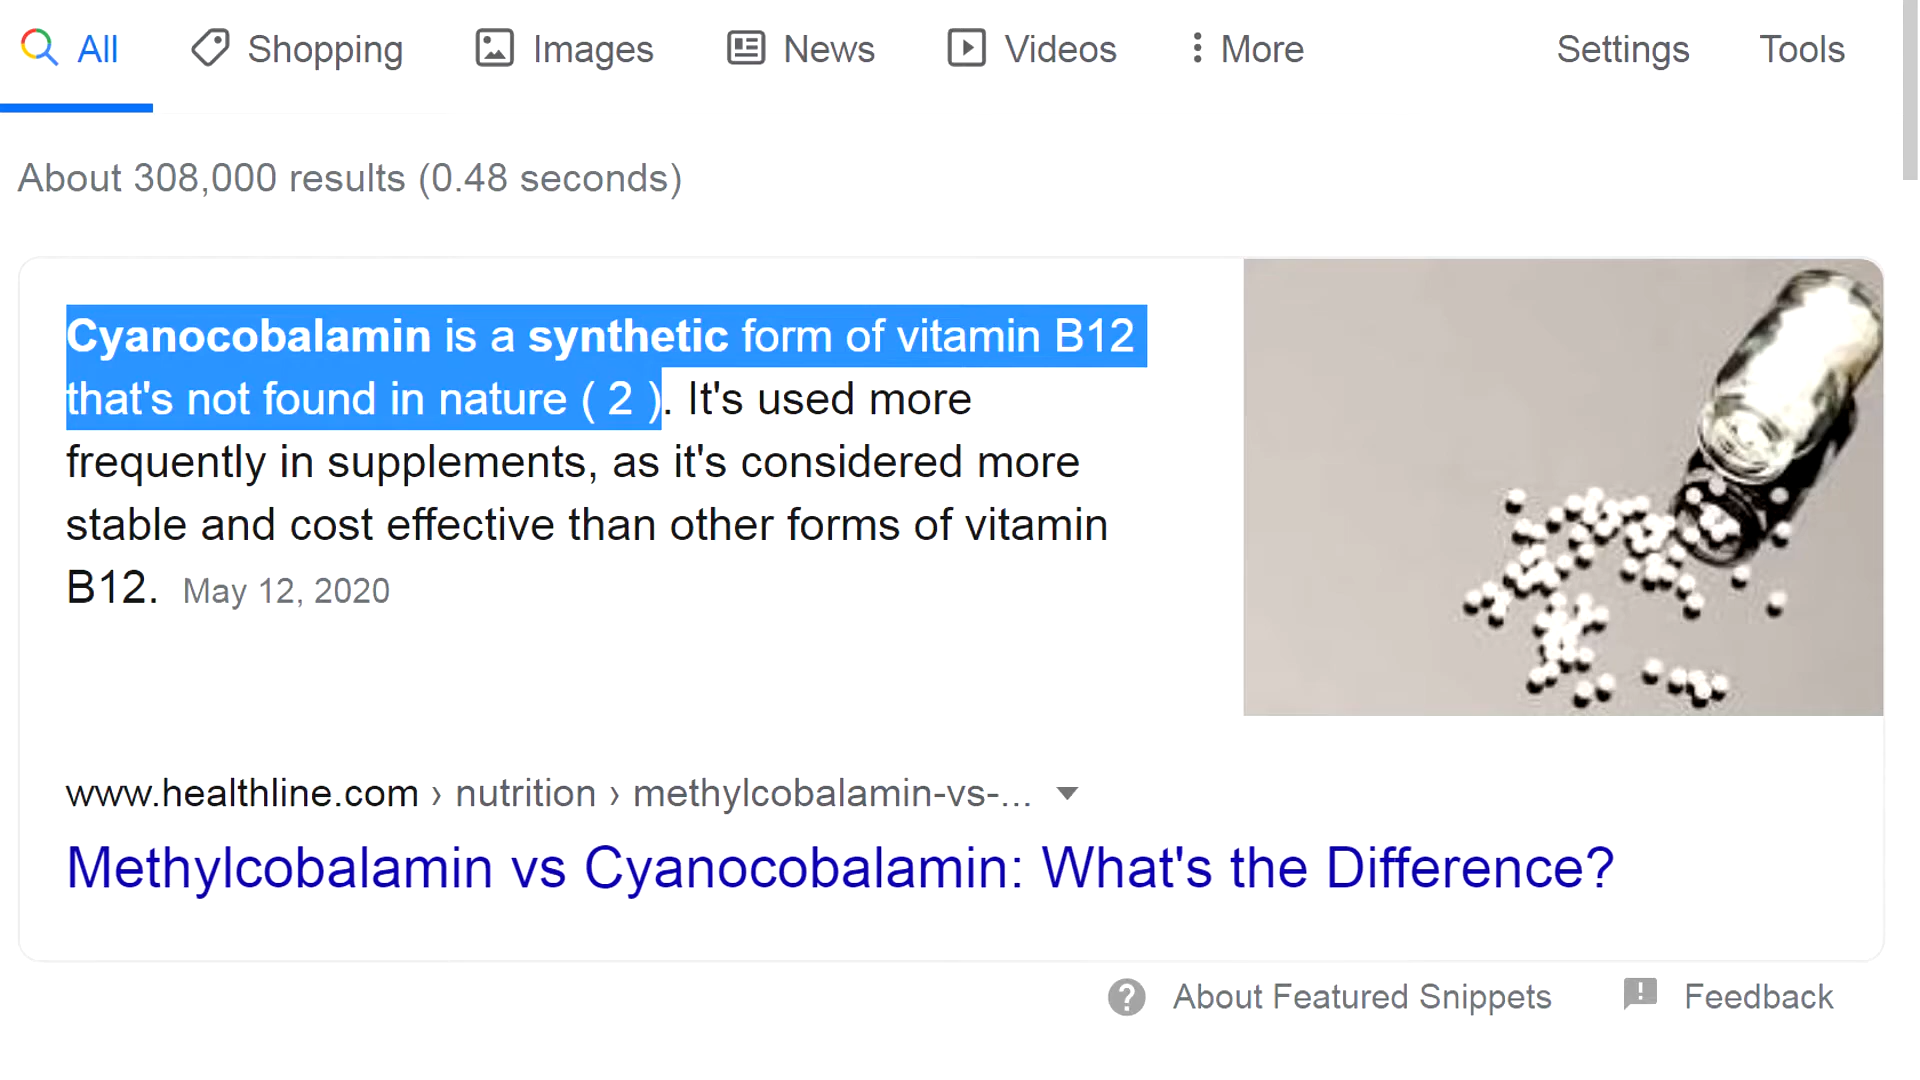 All Shopping Images News Videos More Settings Tools
About 308,000 results (0.48 seconds)
Cyanocobalamin is a synthetic form of vitamin B12
that's not found in nature ( 2 ). It's used more
frequently in supplements, as it's considered more
stable and cost effective than other forms of vitamin
B12. May 12, 2020
www.healthline.com › nutrition › methylcobalamin-vs-...
Methylcobalamin vs Cyanocobalamin: What's the Difference?
About Featured Snippets Feedback